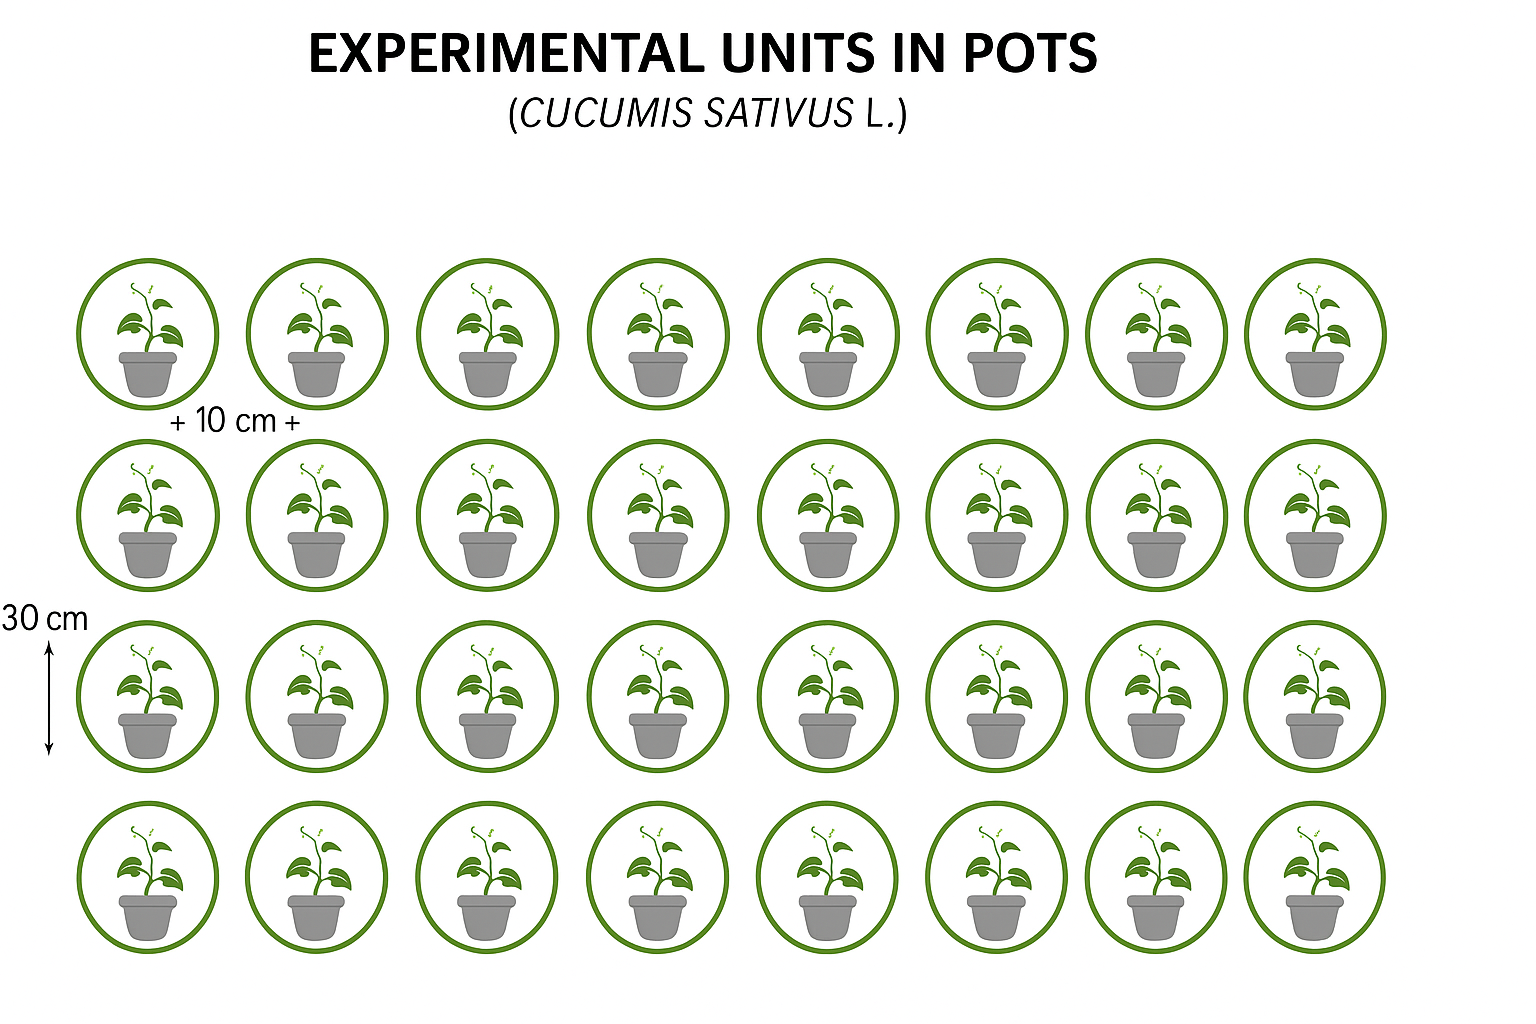 EXPERIMENTAL UNITS IN POTS
(CUCUMIS SATIVUS L.)
+ 10 cm +
30 cm